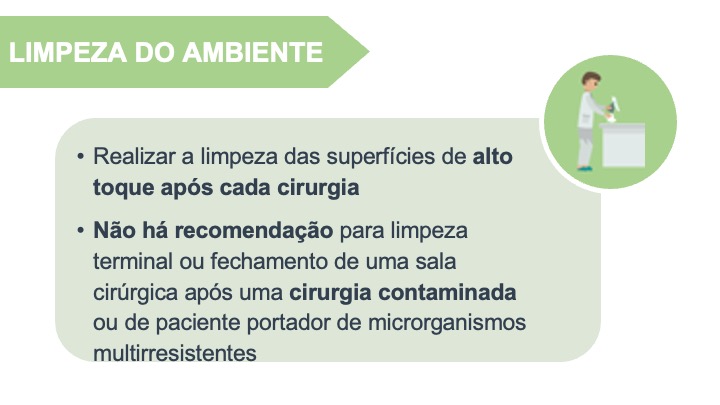 LIMPEZA DO AMBIENTE
• Realizar a limpeza das superfícies de alto
toque após cada cirurgia
• Não há recomendação para limpeza
terminal ou fechamento de uma sala
cirúrgica após uma cirurgia contaminada
ou de paciente portador de microrganismos
multirresistentes